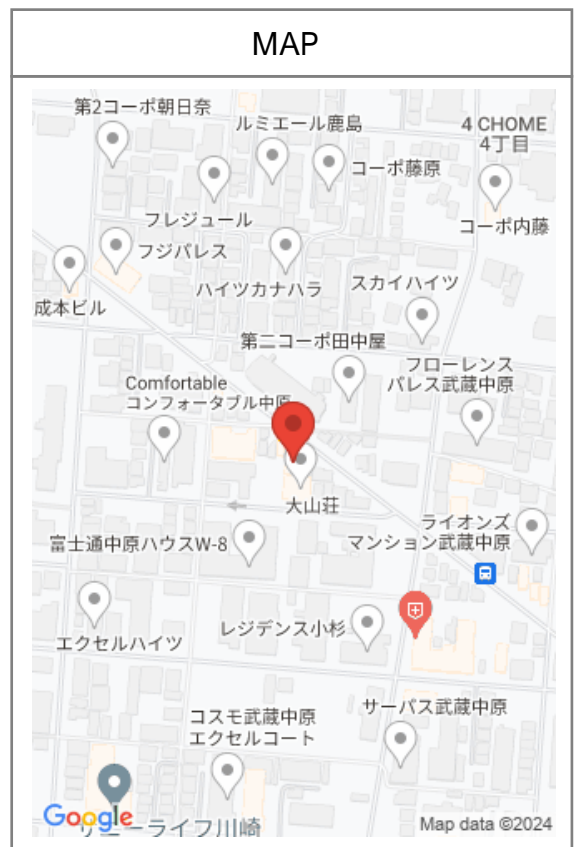 MAP
第2コーポ朝日奈
ルミエール鹿島
4 CHOME
4丁目
コーポ藤原
フレジュール
コーポ内藤
フジパレス
ハイツカナハラ
スカイハイツ
成本ビル
第二コーポ田中屋
フローレンス
パレス武蔵中原
Comfortable
コンフォータブル中原
大山荘
ライオンズ
マンション武蔵中原
富士通中原ハウスW-8
レジデンス小杉
エクセルハイツ
サーパス武蔵中原
コスモ武蔵中原
エクセルコート
Google
ーライフ川崎
Map data ©2024